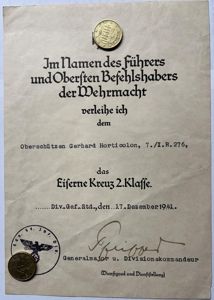 Im Namen des Führers
und Obersten Befehlshabers
der Wehrmacht
verleihe ich
dem
Oberschützen Gerhard Horticolon, 7./I.R.276,
das
Eiserne Kreuz 2.Klasse.
......Div.Gef.Std., den 17. Dezember 1941.
Generalmajor u. Divisionskommandeur
(Dienstgrad und Dienststellung)